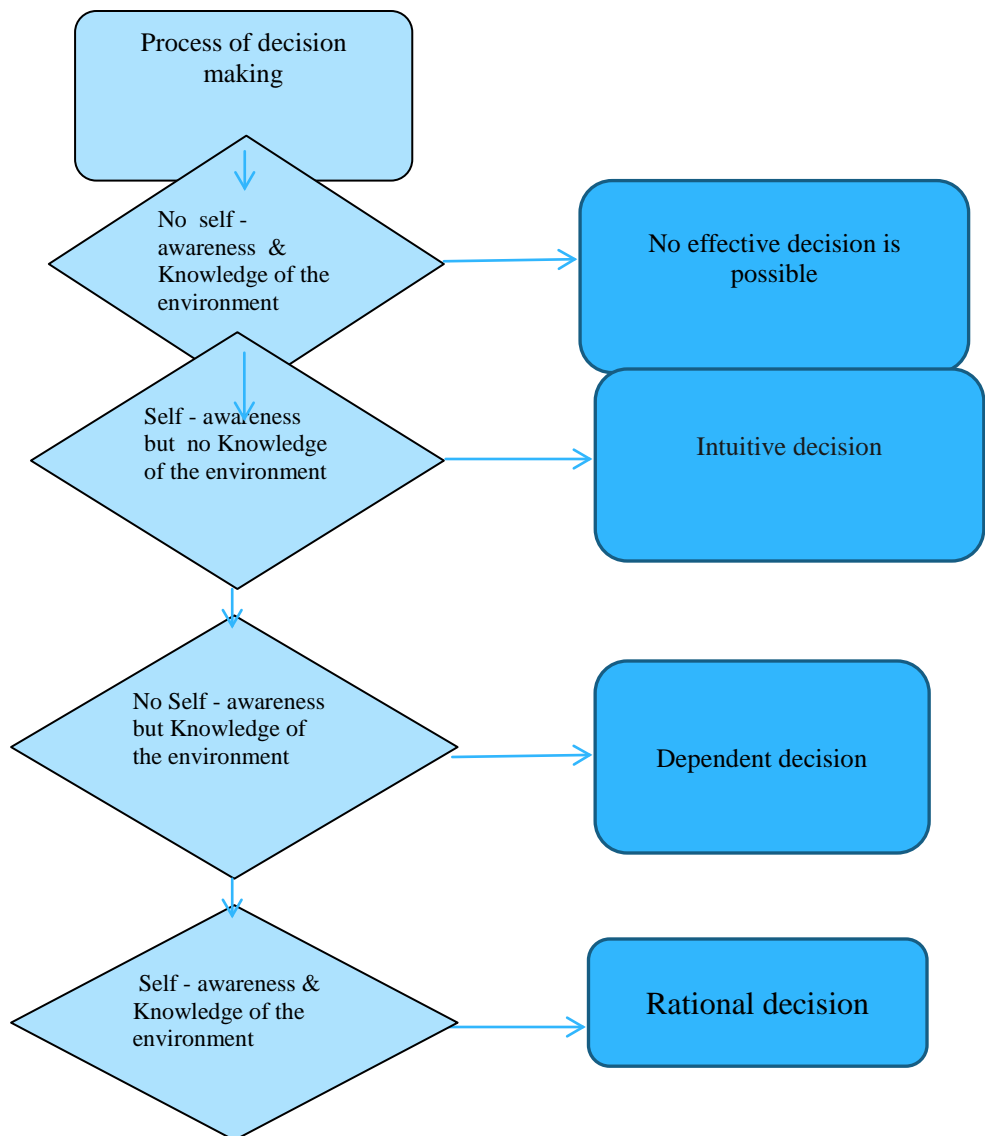 Process of decision
making
No self -
awareness &
Knowledge of the
environment
No effective decision is
possible
Self - awareness
but no Knowledge
of the environment
Intuitive decision
No Self - awareness
but Knowledge of
the environment
Dependent decision
Self - awareness &
Knowledge of the
environment
Rational decision